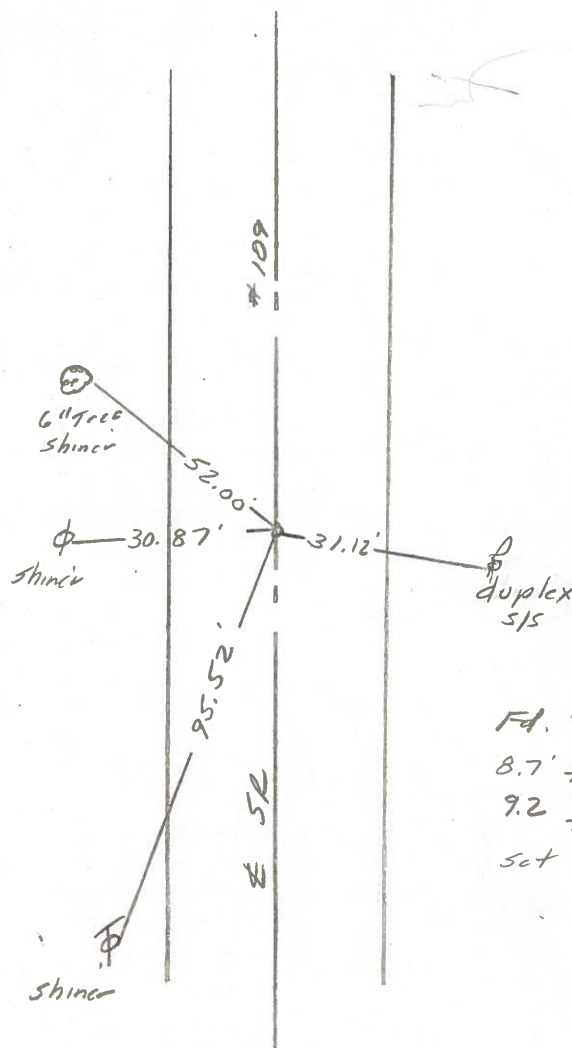 # 109
6" Tree
shiner
52.00'
30.87'
31.12'
shiner
duplex
s/s
95.52'
Fd.
8.7'
9.2
set
℄ SR
shiner